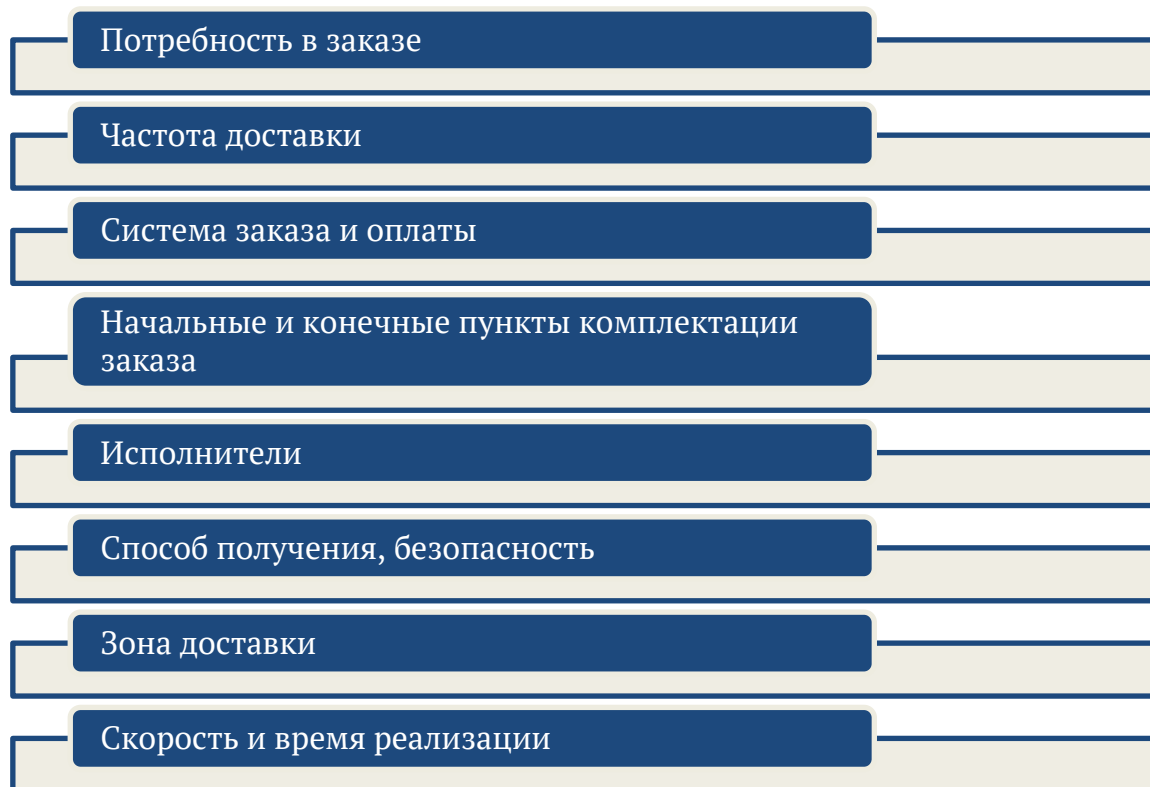 Потребность в заказе
Частота доставки
Система заказа и оплаты
Начальные и конечные пункты комплектации
заказа
Исполнители
Способ получения, безопасность
Зона доставки
Скорость и время реализации